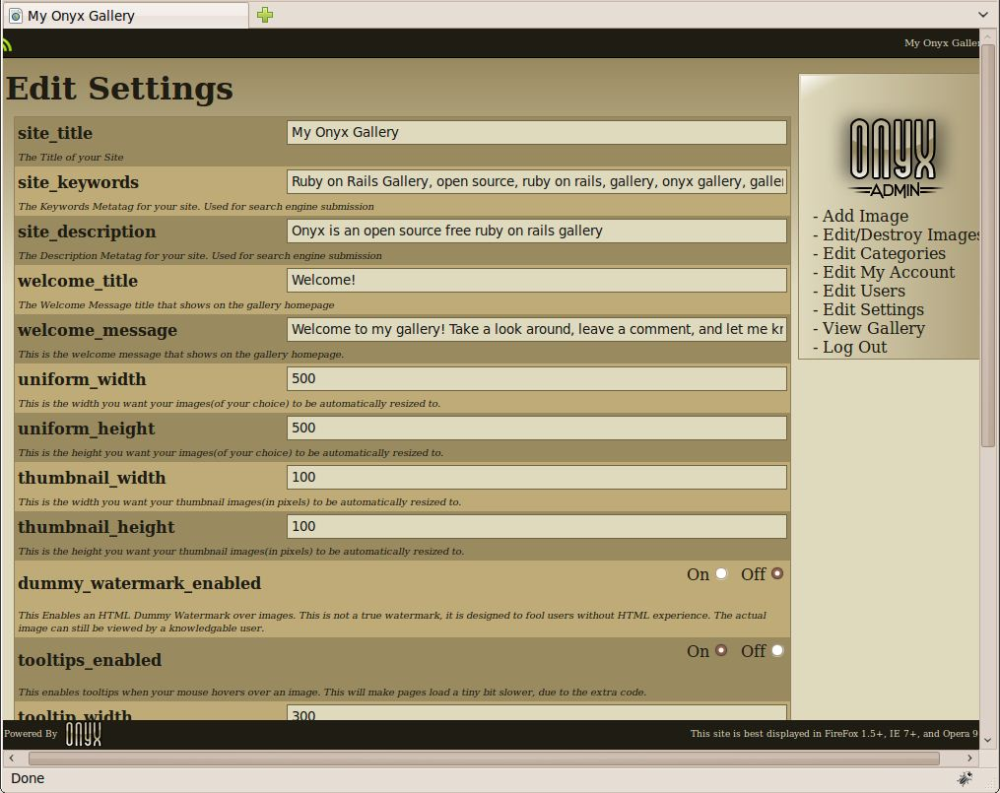 My Onyx Gallery
My Onyx Galler
Edit Settings
site_title My Onyx Gallery
The Title of your Site
site_keywords Ruby on Rails Gallery, open source, ruby on rails, gallery, onyx gallery, galler
The Keywords Metatag for your site. Used for search engine submission
site_description Onyx is an open source free ruby on rails gallery
The Description Metatag for your site. Used for search engine submission
welcome_title Welcome!
The Welcome Message title that shows on the gallery homepage
welcome_message Welcome to my gallery! Take a look around, leave a comment, and let me kr
This is the welcome message that shows on the gallery homepage.
uniform_width 500
This is the width you want your images(of your choice) to be automatically resized to.
uniform_height 500
This is the height you want your images(of your choice) to be automatically resized to.
thumbnail_width 100
This is the width you want your thumbnail images(in pixels) to be automatically resized to.
thumbnail_height 100
This is the height you want your thumbnail images(in pixels) to be automatically resized to.
dummy_watermark_enabled On Off
This Enables an HTML Dummy Watermark over images. This is not a true watermark, it is designed to fool users without HTML experience. The actual
image can still be viewed by a knowledgable user.
tooltips_enabled On Off
This enables tooltips when your mouse hovers over an image. This will make pages load a tiny bit slower, due to the extra code.
tooltip_width 300
ONYX
ADMIN
- Add Image
- Edit/Destroy Images
- Edit Categories
- Edit My Account
- Edit Users
- Edit Settings
- View Gallery
- Log Out
Powered By ONYX
This site is best displayed in FireFox 1.5+, IE 7+, and Opera 9
Done